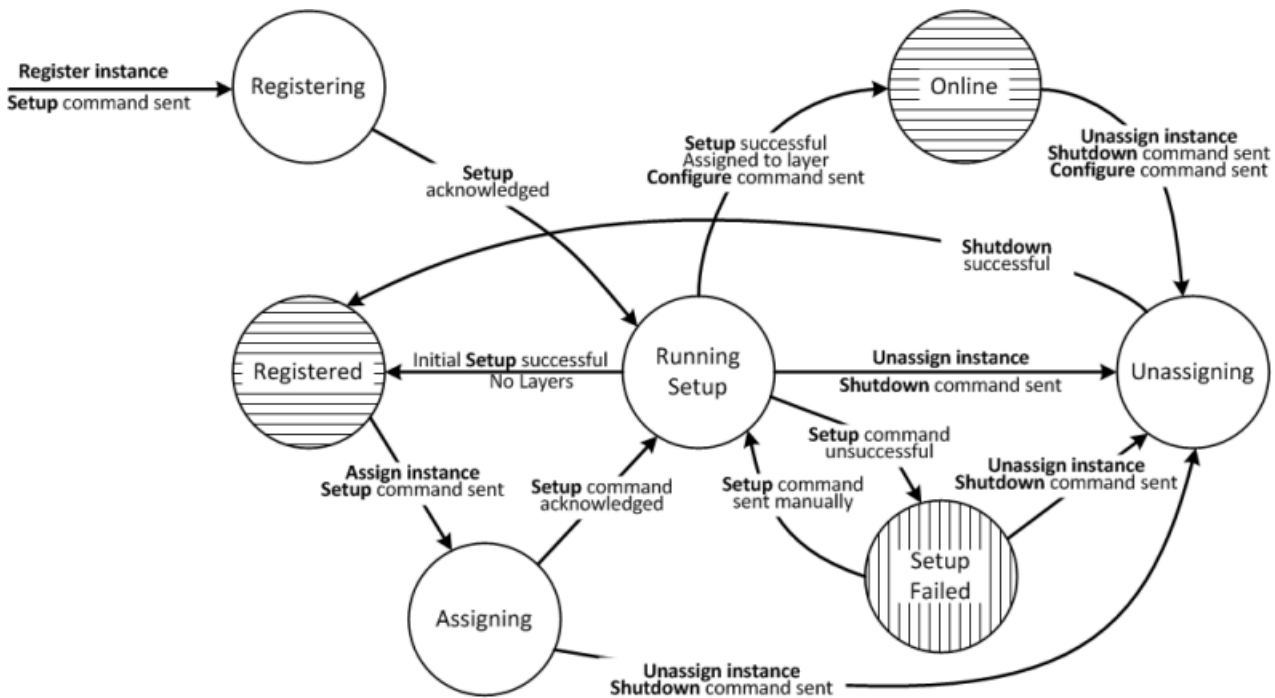 Register instance
Setup command sent
Registering
Online
Setup
acknowledged
Setup successful
Assigned to layer
Configure command sent
Unassign instance
Shutdown command sent
Configure command sent
Shutdown
successful
Registered
Initial Setup successful
No Layers
Running
Setup
Unassign instance
Shutdown command sent
Unassigning
Assign instance
Setup command sent
Setup command
acknowledged
Setup command
unsuccessful
Setup command
sent manually
Unassign instance
Shutdown command sent
Setup
Failed
Assigning
Unassign instance
Shutdown command sent